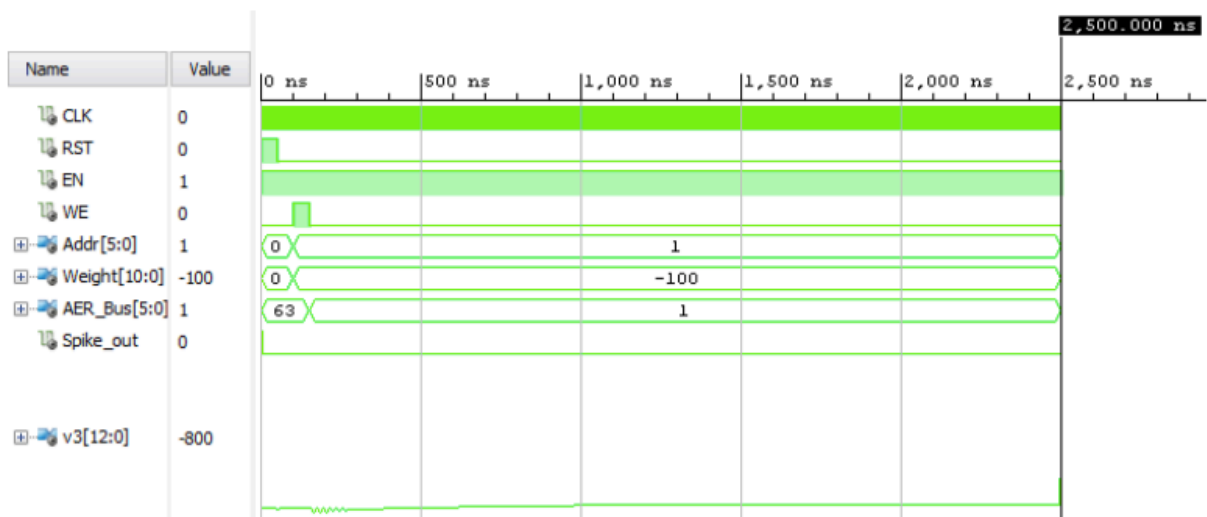 2,500.000 ns
Name Value
0 ns 500 ns 1,000 ns 1,500 ns 2,000 ns 2,500 ns
CLK 0
RST 0
EN 1
WE 0
Addr[5:0] 1 0 1
Weight[10:0] -100 0 -100
AER_Bus[5:0] 1 63 1
Spike_out 0
v3[12:0] -800